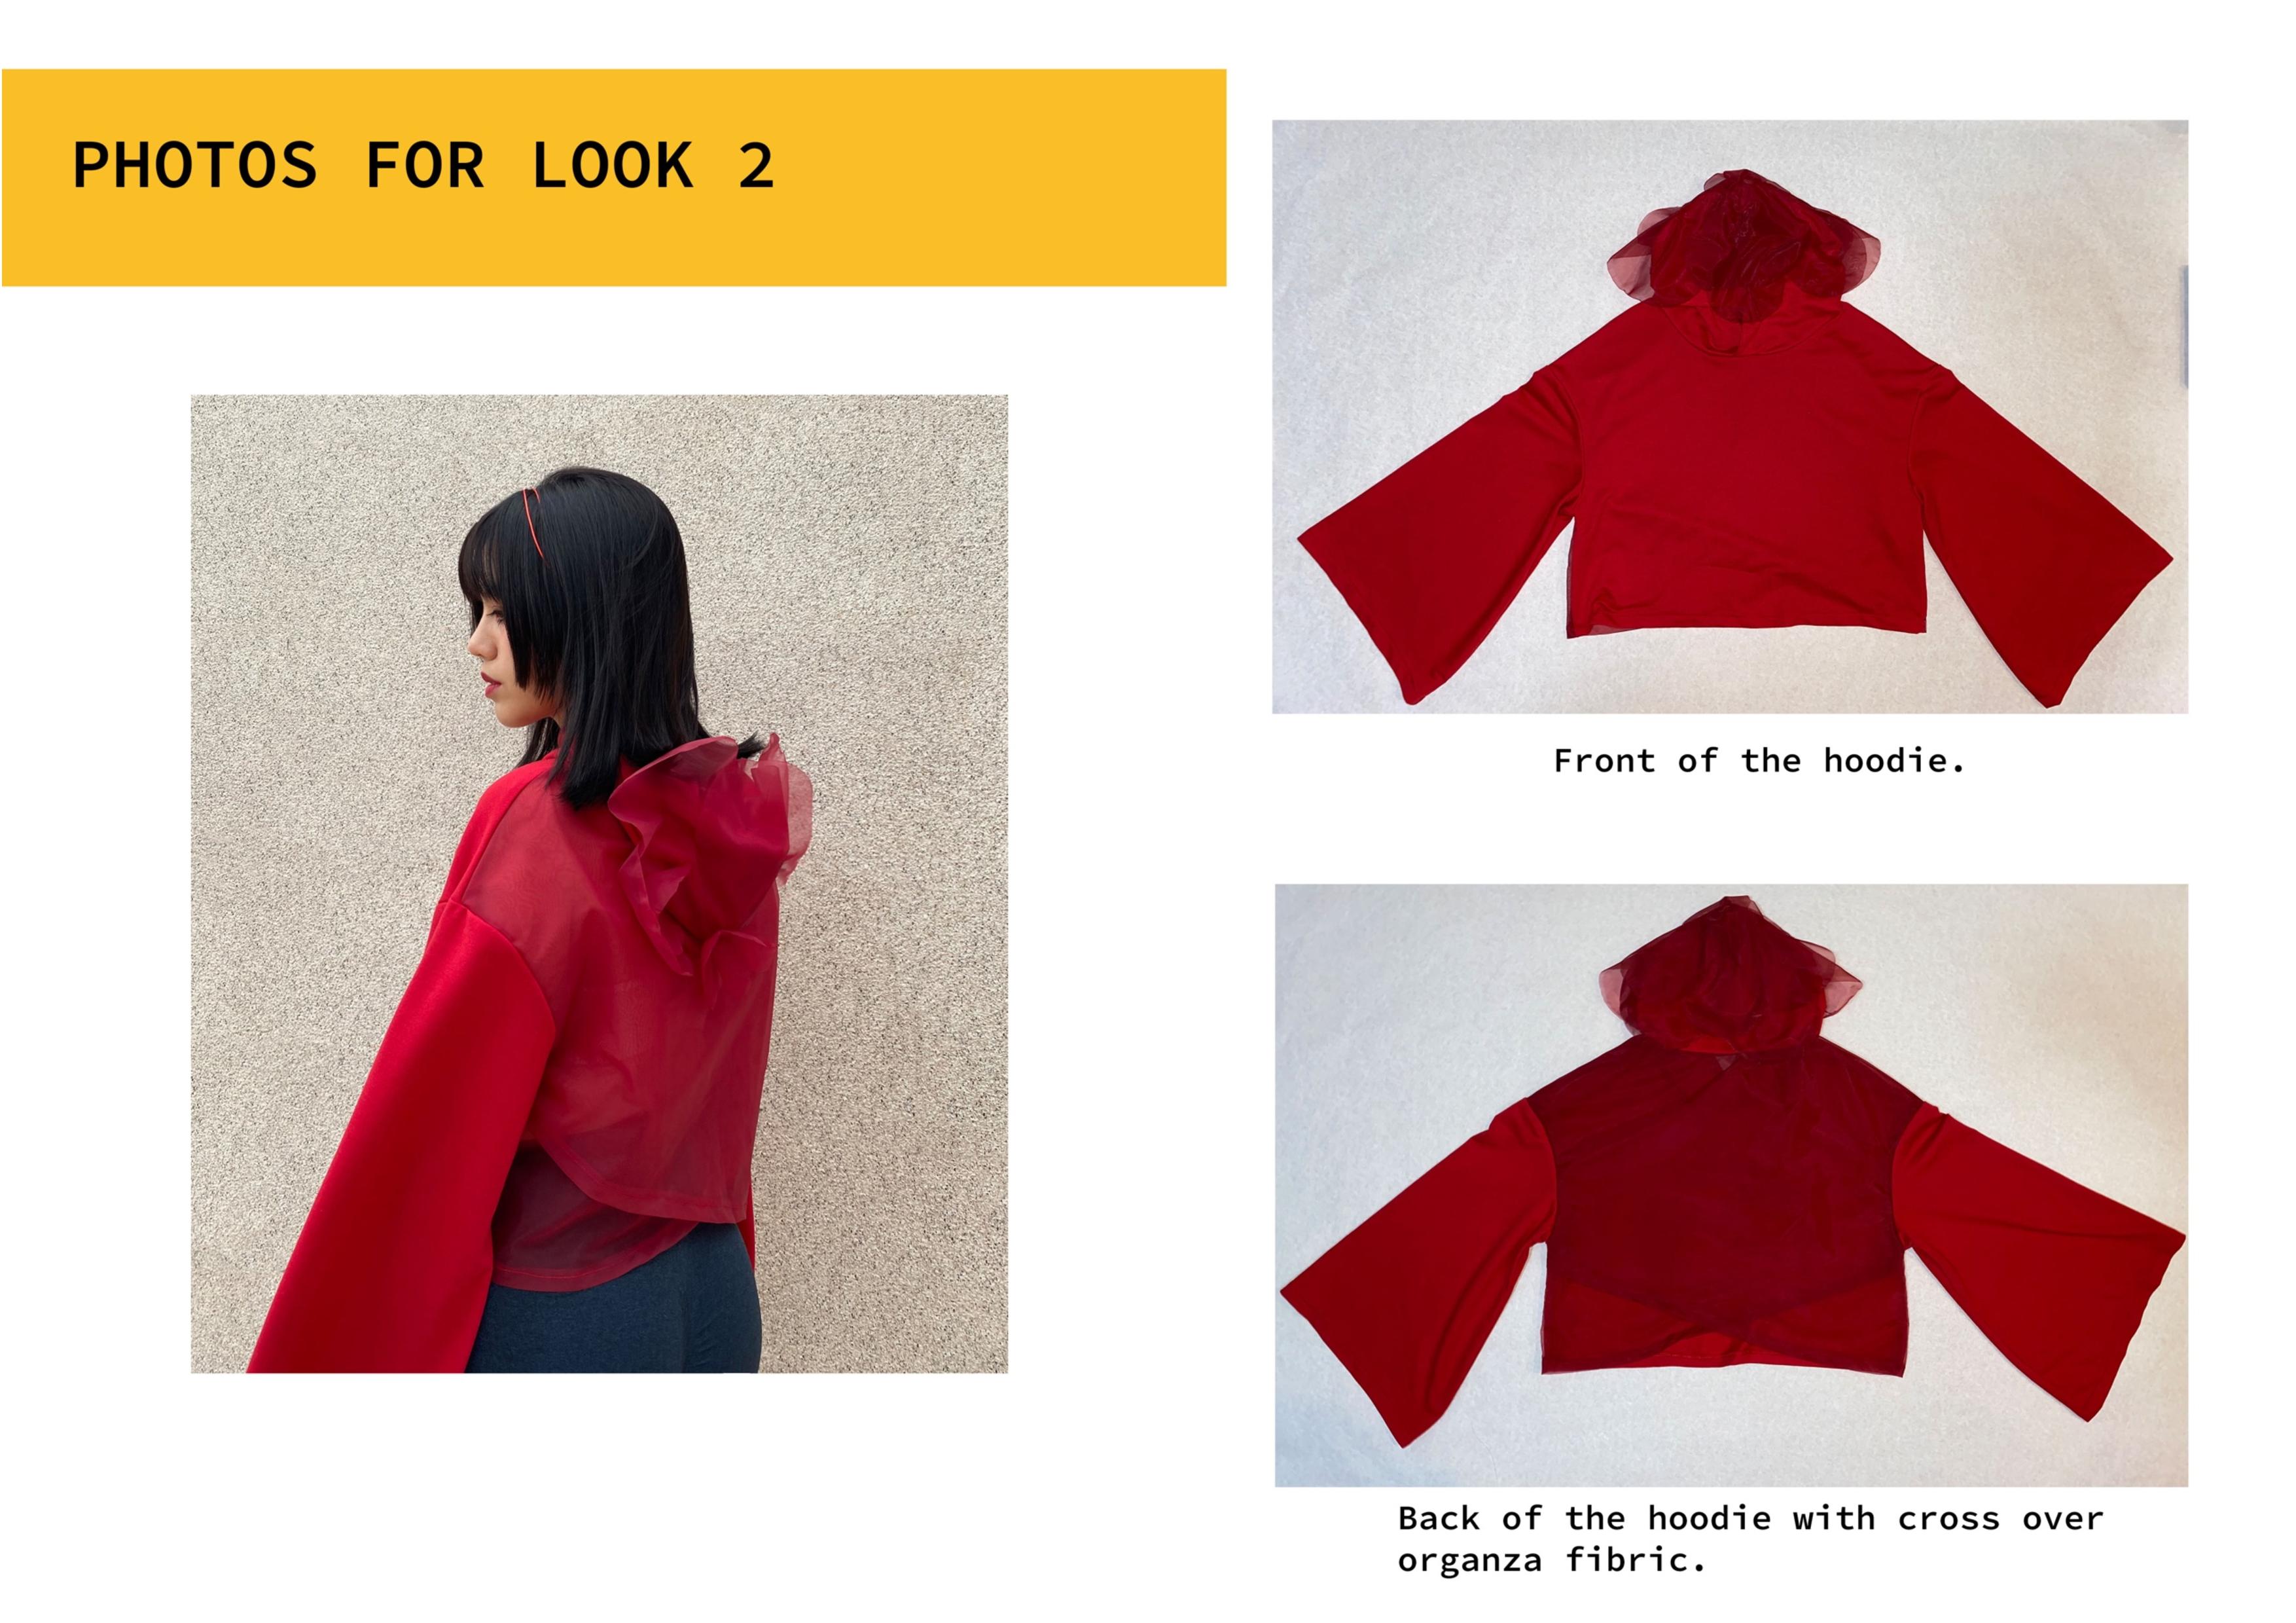 PHOTOS FOR LOOK 2
Front of the hoodie.
Back of the hoodie with cross over
organza fibric.